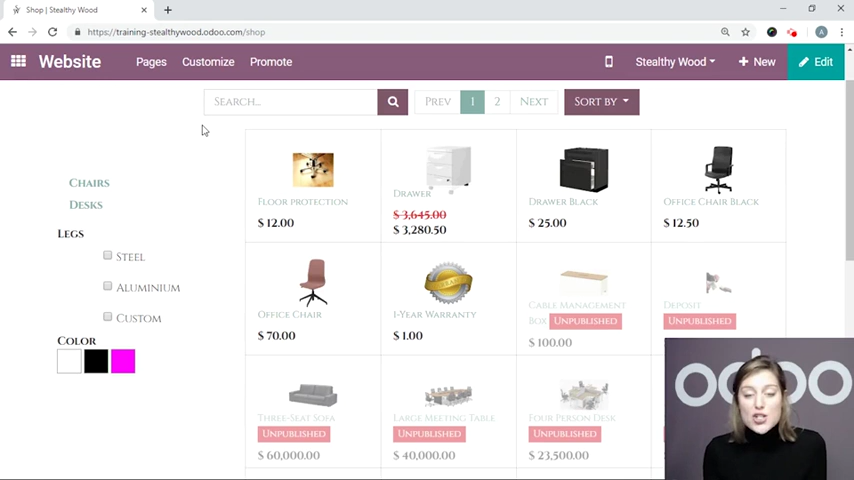 Shop | Stealthy Wood
https://training-stealthywood.odoo.com/shop
A
Website
Pages
Customize
Promote
Stealthy Wood
New
Edit
Search...
Prev
1
2
Next
Sort by
Chairs
Desks
Legs
Steel
Aluminium
Custom
Color
Floor protection
$ 12.00
Drawer
$ 3,645.00
$ 3,280.50
Drawer Black
$ 25.00
Office Chair Black
$ 12.50
Office Chair
$ 70.00
1-Year Warranty
$ 1.00
Cable Management
Box Unpublished
$ 100.00
Deposit
Unpublished
Three-Seat Sofa
Unpublished
$ 60,000.00
Large Meeting Table
Unpublished
$ 40,000.00
Four Person Desk
Unpublished
$ 23,500.00
odoo